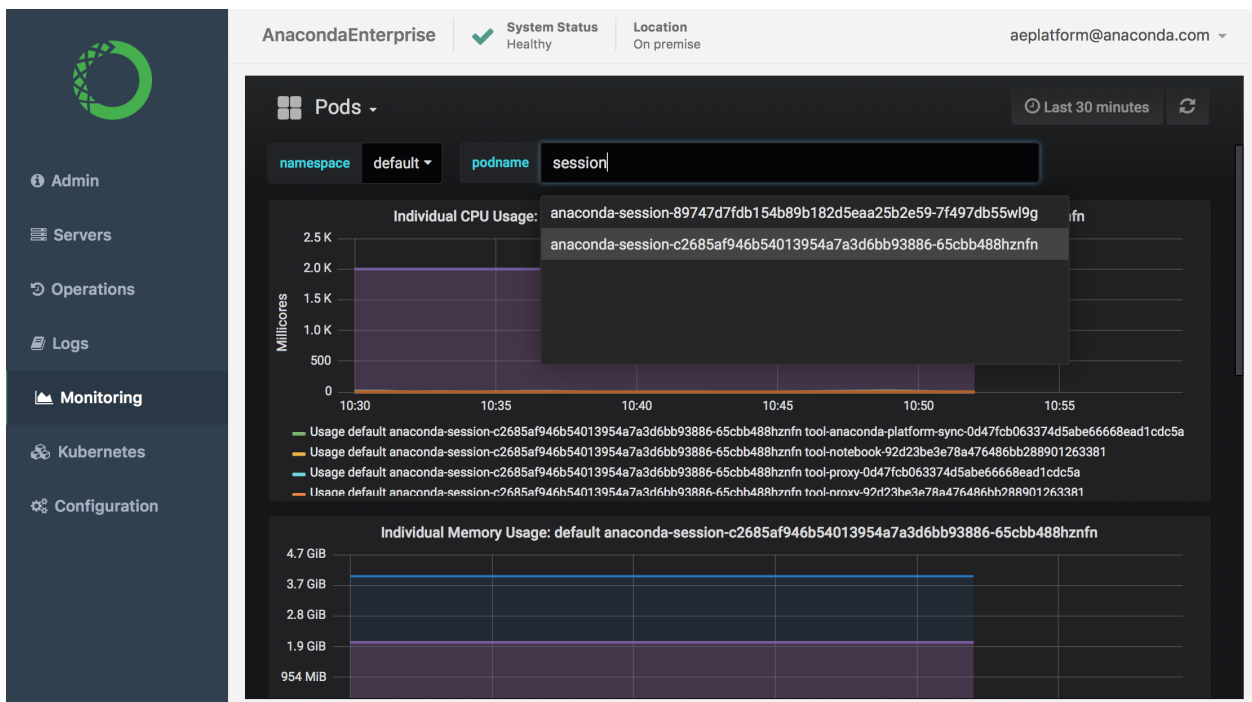 AnacondaEnterprise
System Status
Healthy
Location
On premise
aeplatform@anaconda.com
Admin
Servers
Operations
Logs
Monitoring
Kubernetes
Configuration
Pods
Last 30 minutes
namespace
default
podname
session
anaconda-session-89747d7fdb154b89b182d5eaa25b2e59-7f497db55wl9g
anaconda-session-c2685af946b54013954a7a3d6bb93886-65cbb488hznfn
Individual CPU Usage:
fn
Millicores
2.5 K
2.0 K
1.5 K
1.0 K
500
0
10:30 10:35 10:40 10:45 10:50 10:55
Usage default anaconda-session-c2685af946b54013954a7a3d6bb93886-65cbb488hznfn tool-anaconda-platform-sync-0d47fcb063374d5abe66668ead1cdc5a
Usage default anaconda-session-c2685af946b54013954a7a3d6bb93886-65cbb488hznfn tool-notebook-92d23be3e78a476486bb288901263381
Usage default anaconda-session-c2685af946b54013954a7a3d6bb93886-65cbb488hznfn tool-proxy-0d47fcb063374d5abe66668ead1cdc5a
Usage default anaconda-session-c2685af946b54013954a7a3d6bb93886-65cbb488hznfn tool-proxy-92d23be3e78a476486bb288901263381
Individual Memory Usage: default anaconda-session-c2685af946b54013954a7a3d6bb93886-65cbb488hznfn
4.7 GiB
3.7 GiB
2.8 GiB
1.9 GiB
954 MiB